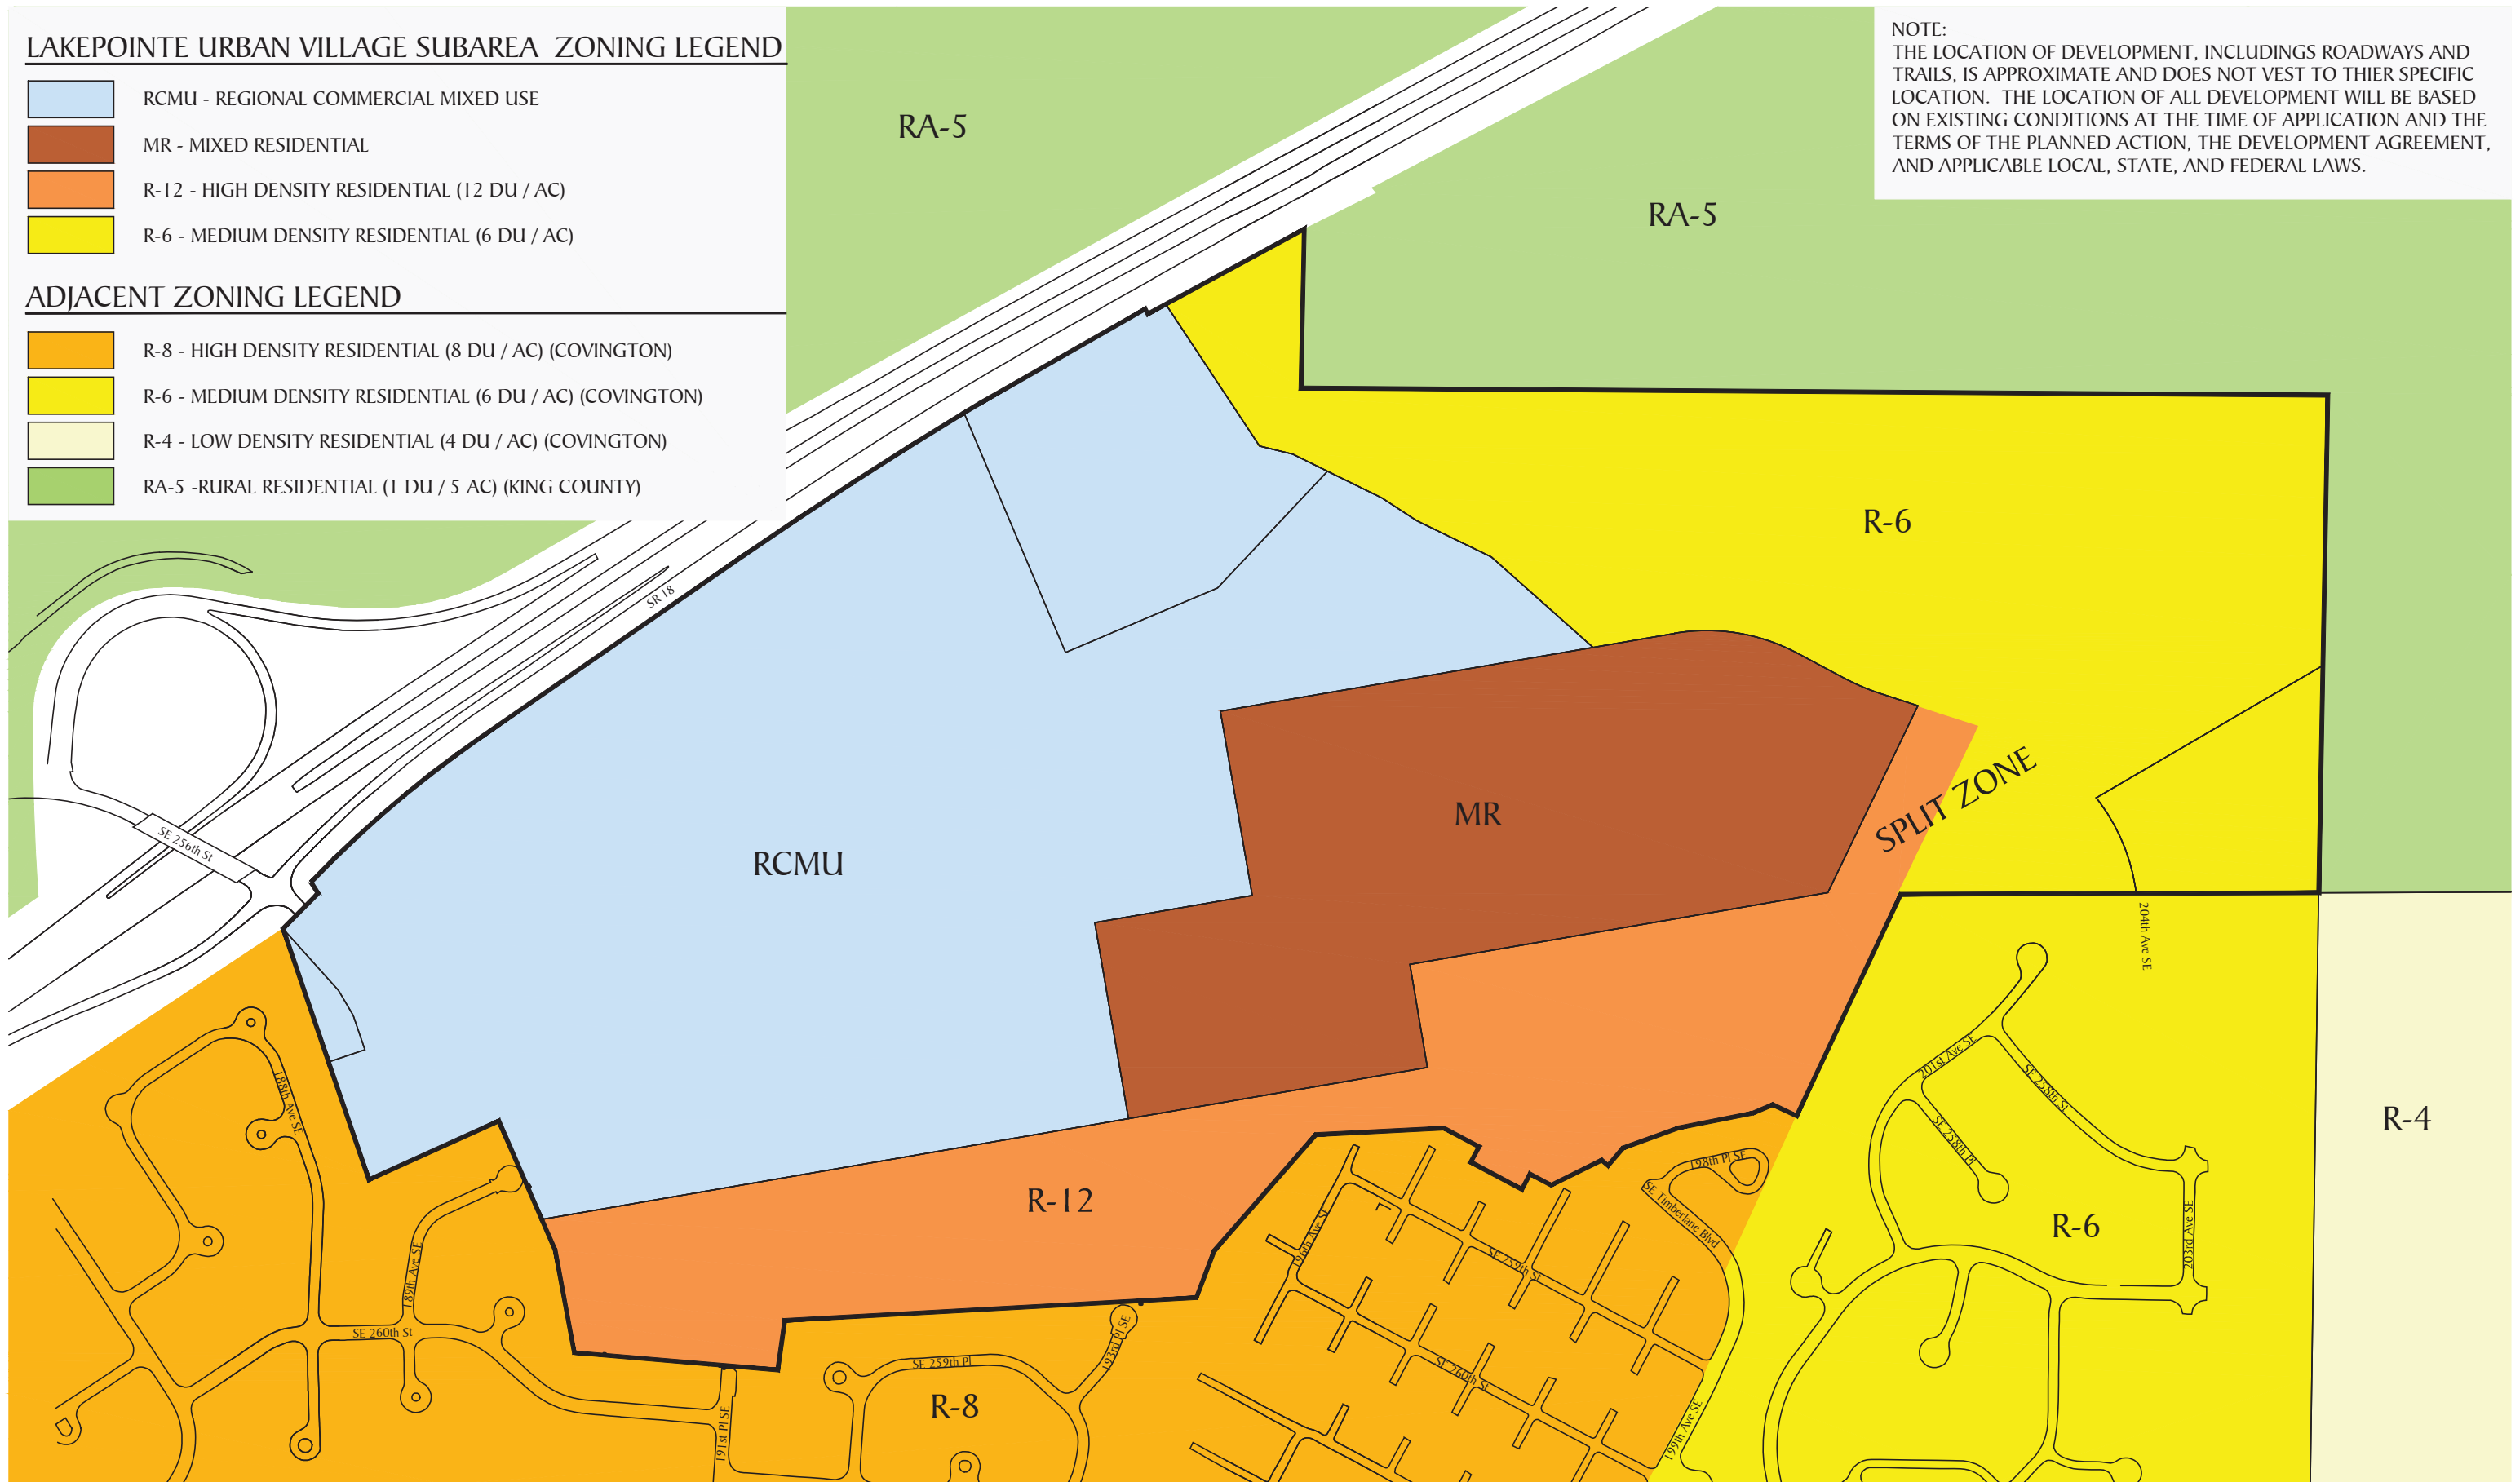 LAKEPOINTE URBAN VILLAGE SUBAREA ZONING LEGEND
RCMU - REGIONAL COMMERCIAL MIXED USE
MR - MIXED RESIDENTIAL
R-12 - HIGH DENSITY RESIDENTIAL (12 DU / AC)
R-6 - MEDIUM DENSITY RESIDENTIAL (6 DU / AC)
ADJACENT ZONING LEGEND
R-8 - HIGH DENSITY RESIDENTIAL (8 DU / AC) (COVINGTON)
R-6 - MEDIUM DENSITY RESIDENTIAL (6 DU / AC) (COVINGTON)
R-4 - LOW DENSITY RESIDENTIAL (4 DU / AC) (COVINGTON)
RA-5 -RURAL RESIDENTIAL (1 DU / 5 AC) (KING COUNTY)
NOTE:
THE LOCATION OF DEVELOPMENT, INCLUDINGS ROADWAYS AND
TRAILS, IS APPROXIMATE AND DOES NOT VEST TO THIER SPECIFIC
LOCATION. THE LOCATION OF ALL DEVELOPMENT WILL BE BASED
ON EXISTING CONDITIONS AT THE TIME OF APPLICATION AND THE
TERMS OF THE PLANNED ACTION, THE DEVELOPMENT AGREEMENT,
AND APPLICABLE LOCAL, STATE, AND FEDERAL LAWS.
RA-5
RA-5
R-6
SR 18
SPLIT ZONE
MR
SE 256th St
RCMU
204th Ave SE
201st Ave SE
SE 258th St
188th Ave SE
R-4
SE 258th Pl
198th Pl SE
R-12
SE Timberlane Blvd
R-6
203rd Ave SE
196th Ave SE
SE 259th St
189th Ave SE
SE 260th St
193rd Pl SE
SE 259th Pl
SE 260th St
R-8
191st Pl SE
199th Ave SE